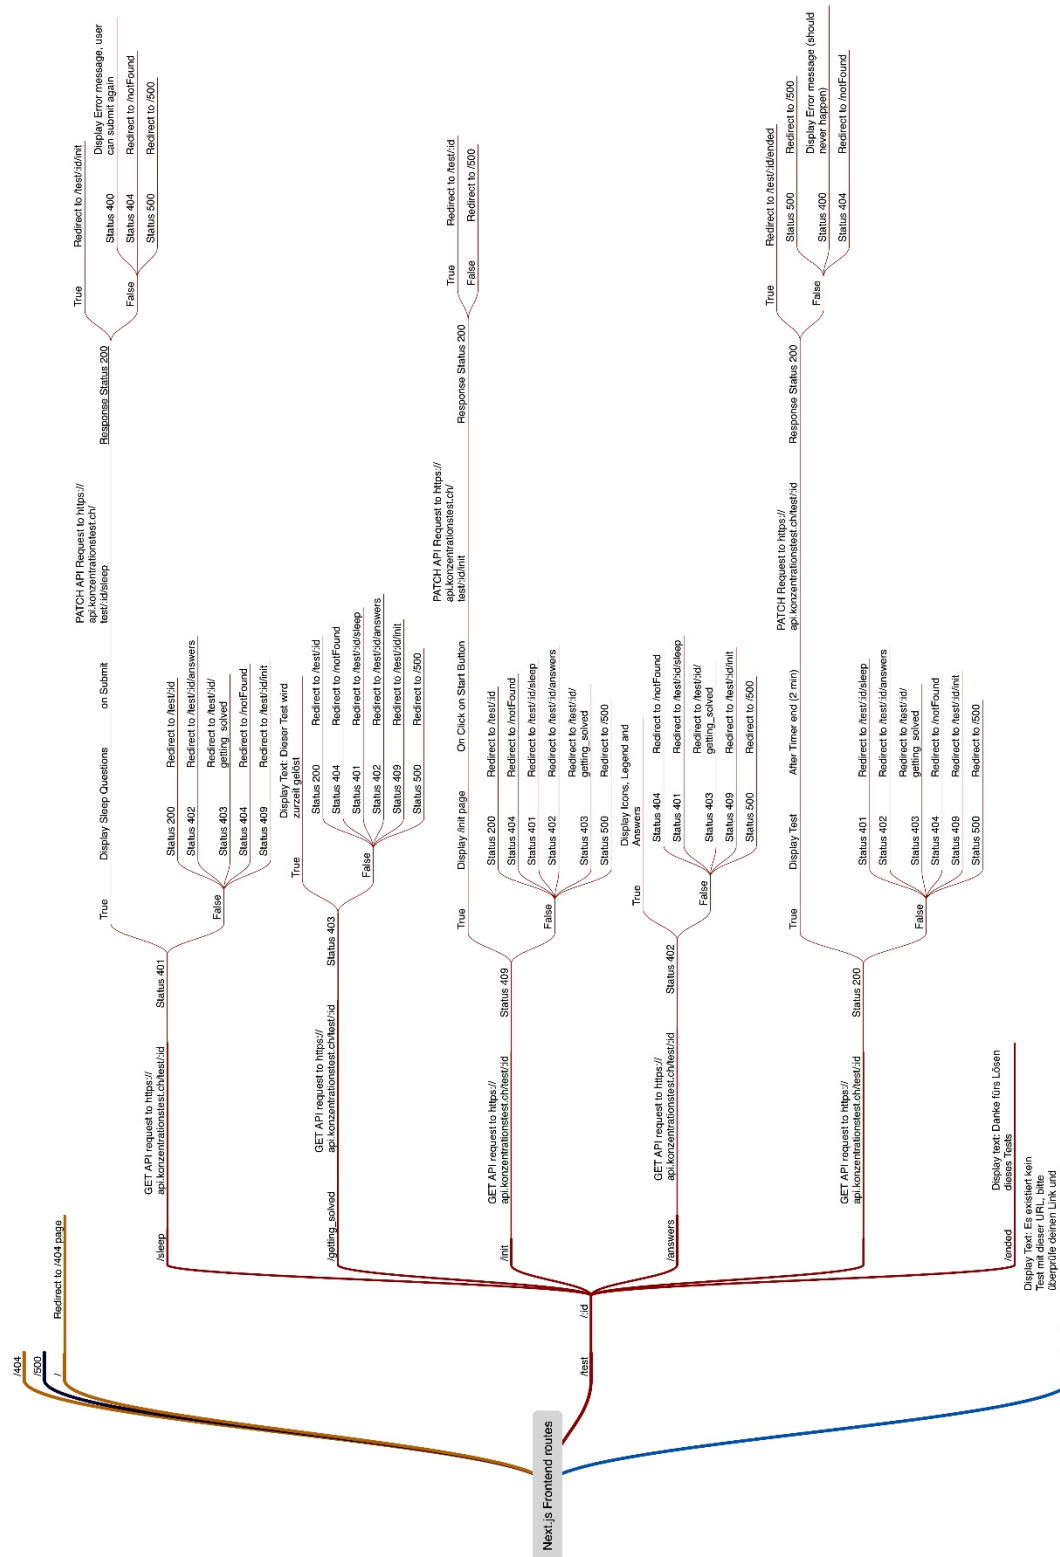 Next.js Frontend routes
/404
/500
/
Redirect to /404 page
/test
/:id
/sleep
GET API request to https://
api.konzentrationstest.ch/test/:id
Status 401
True
Display Sleep Questions
on Submit
PATCH API Request to https://
api.konzentrationstest.ch/
test/:id/sleep
Response Status 200
True
Redirect to /test/:id/init
False
Status 400
Display Error message, user
can submit again
Status 404
Redirect to /notFound
Status 500
Redirect to /500
False
Status 200
Redirect to /test/:id
Status 402
Redirect to /test/:id/answers
Status 403
Redirect to /test/:id/
getting_solved
Status 404
Redirect to /notFound
Status 409
Redirect to /test/:id/init
/getting_solved
GET API request to https://
api.konzentrationstest.ch/test/:id
Status 403
True
Display Text: Dieser Test wird
zurzeit gelöst
False
Status 200
Redirect to /test/:id
Status 404
Redirect to /notFound
Status 401
Redirect to /test/:id/sleep
Status 402
Redirect to /test/:id/answers
Status 409
Redirect to /test/:id/init
Status 500
Redirect to /500
/init
GET API request to https://
api.konzentrationstest.ch/test/:id
Status 409
True
Display /init page
On Click on Start Button
PATCH API Request to https://
api.konzentrationstest.ch/
test/:id/init
Response Status 200
True
Redirect to /test/:id
False
Redirect to /500
False
Status 200
Redirect to /test/:id
Status 404
Redirect to /notFound
Status 401
Redirect to /test/:id/sleep
Status 402
Redirect to /test/:id/answers
Status 403
Redirect to /test/:id/
getting_solved
Status 500
Redirect to /500
/answers
GET API request to https://
api.konzentrationstest.ch/test/:id
Status 402
True
Display Icons, Legend and
Answers
False
Status 404
Redirect to /notFound
Status 401
Redirect to /test/:id/sleep
Status 403
Redirect to /test/:id/
getting_solved
Status 409
Redirect to /test/:id/init
Status 500
Redirect to /500
GET API request to https://
api.konzentrationstest.ch/test/:id
Status 200
True
Display Test
After Timer end (2 min)
PATCH Request to https://
api.konzentrationstest.ch/test/:id
Response Status 200
True
Redirect to /test/:id/ended
False
Status 500
Redirect to /500
Status 400
Display Error message (should
never happen)
Status 404
Redirect to /notFound
False
Status 401
Redirect to /test/:id/sleep
Status 402
Redirect to /test/:id/answers
Status 403
Redirect to /test/:id/
getting_solved
Status 404
Redirect to /notFound
Status 409
Redirect to /test/:id/init
Status 500
Redirect to /500
/ended
Display text: Danke fürs Lösen
dieses Tests
Display Text: Es existiert kein
Test mit dieser URL, bitte
überprüfe deinen Link und